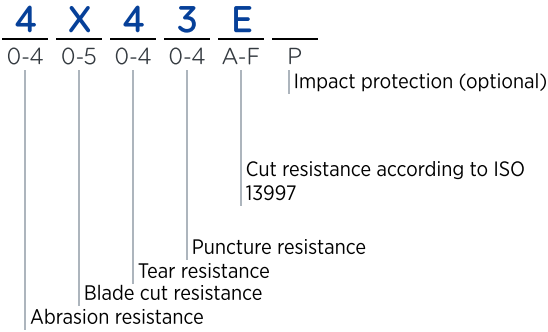 4 X 4 3 E
0-4 0-5 0-4 0-4 A-F P
Impact protection (optional)
Cut resistance according to ISO
13997
Puncture resistance
Tear resistance
Blade cut resistance
Abrasion resistance